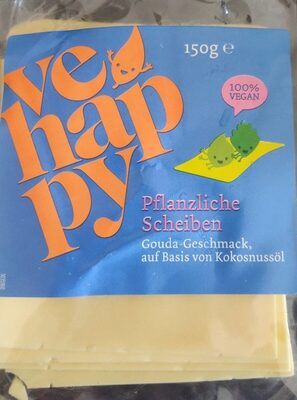 ve
hap
py
150g e
100%
VEGAN
Pflanzliche
Scheiben
Gouda-Geschmack,
auf Basis von Kokosnussöl